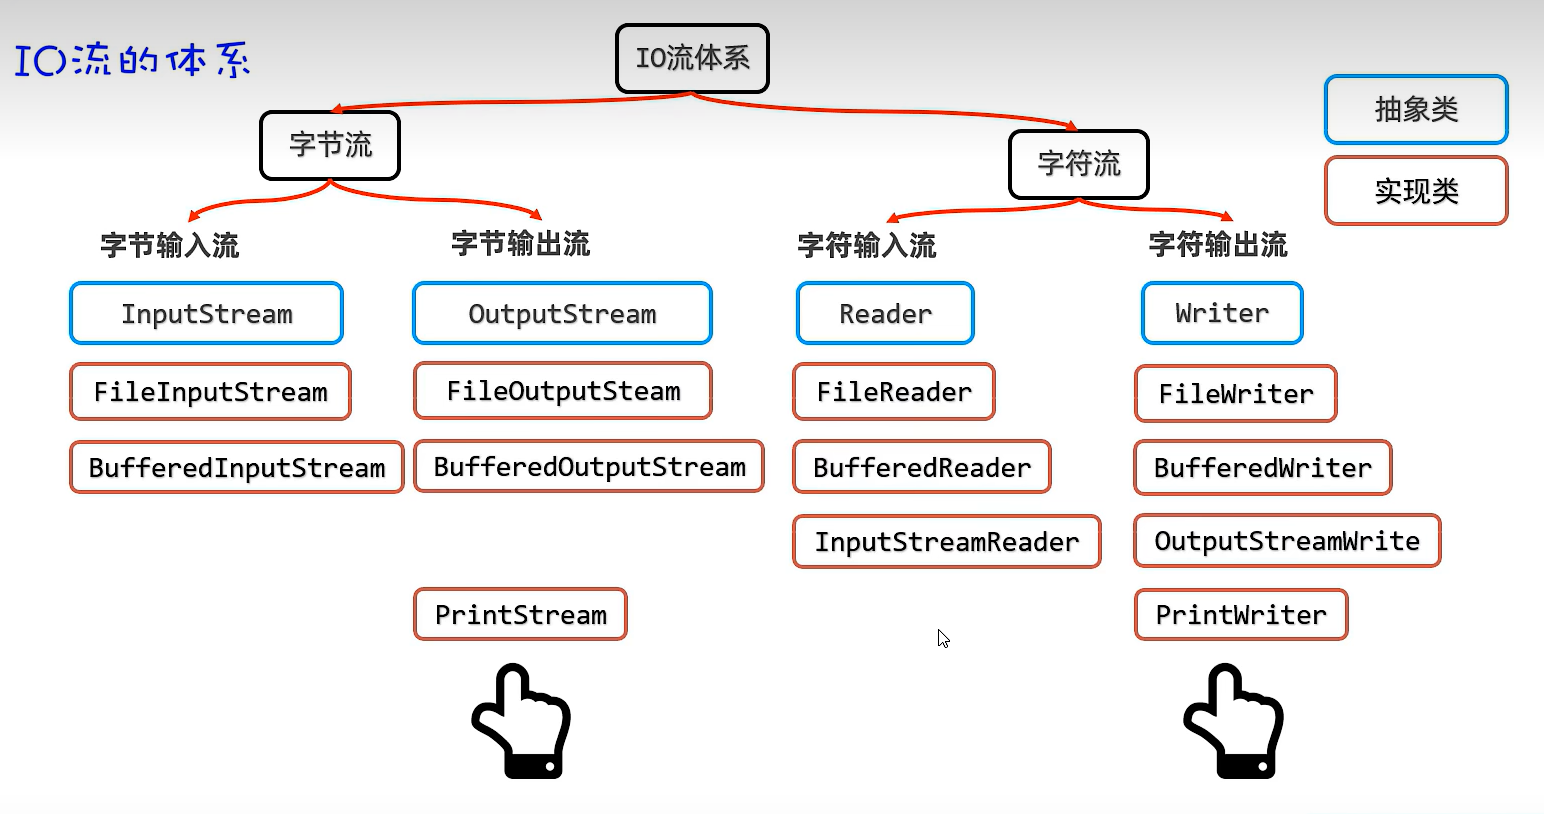 IO流的体系
IO流体系
抽象类
实现类
字节流
字符流
字节输入流
字节输出流
字符输入流
字符输出流
InputStream
OutputStream
Reader
Writer
FileInputStream
FileOutputSteam
FileReader
FileWriter
BufferedInputStream
BufferedOutputStream
BufferedReader
BufferedWriter
InputStreamReader
OutputStreamWrite
PrintStream
PrintWriter